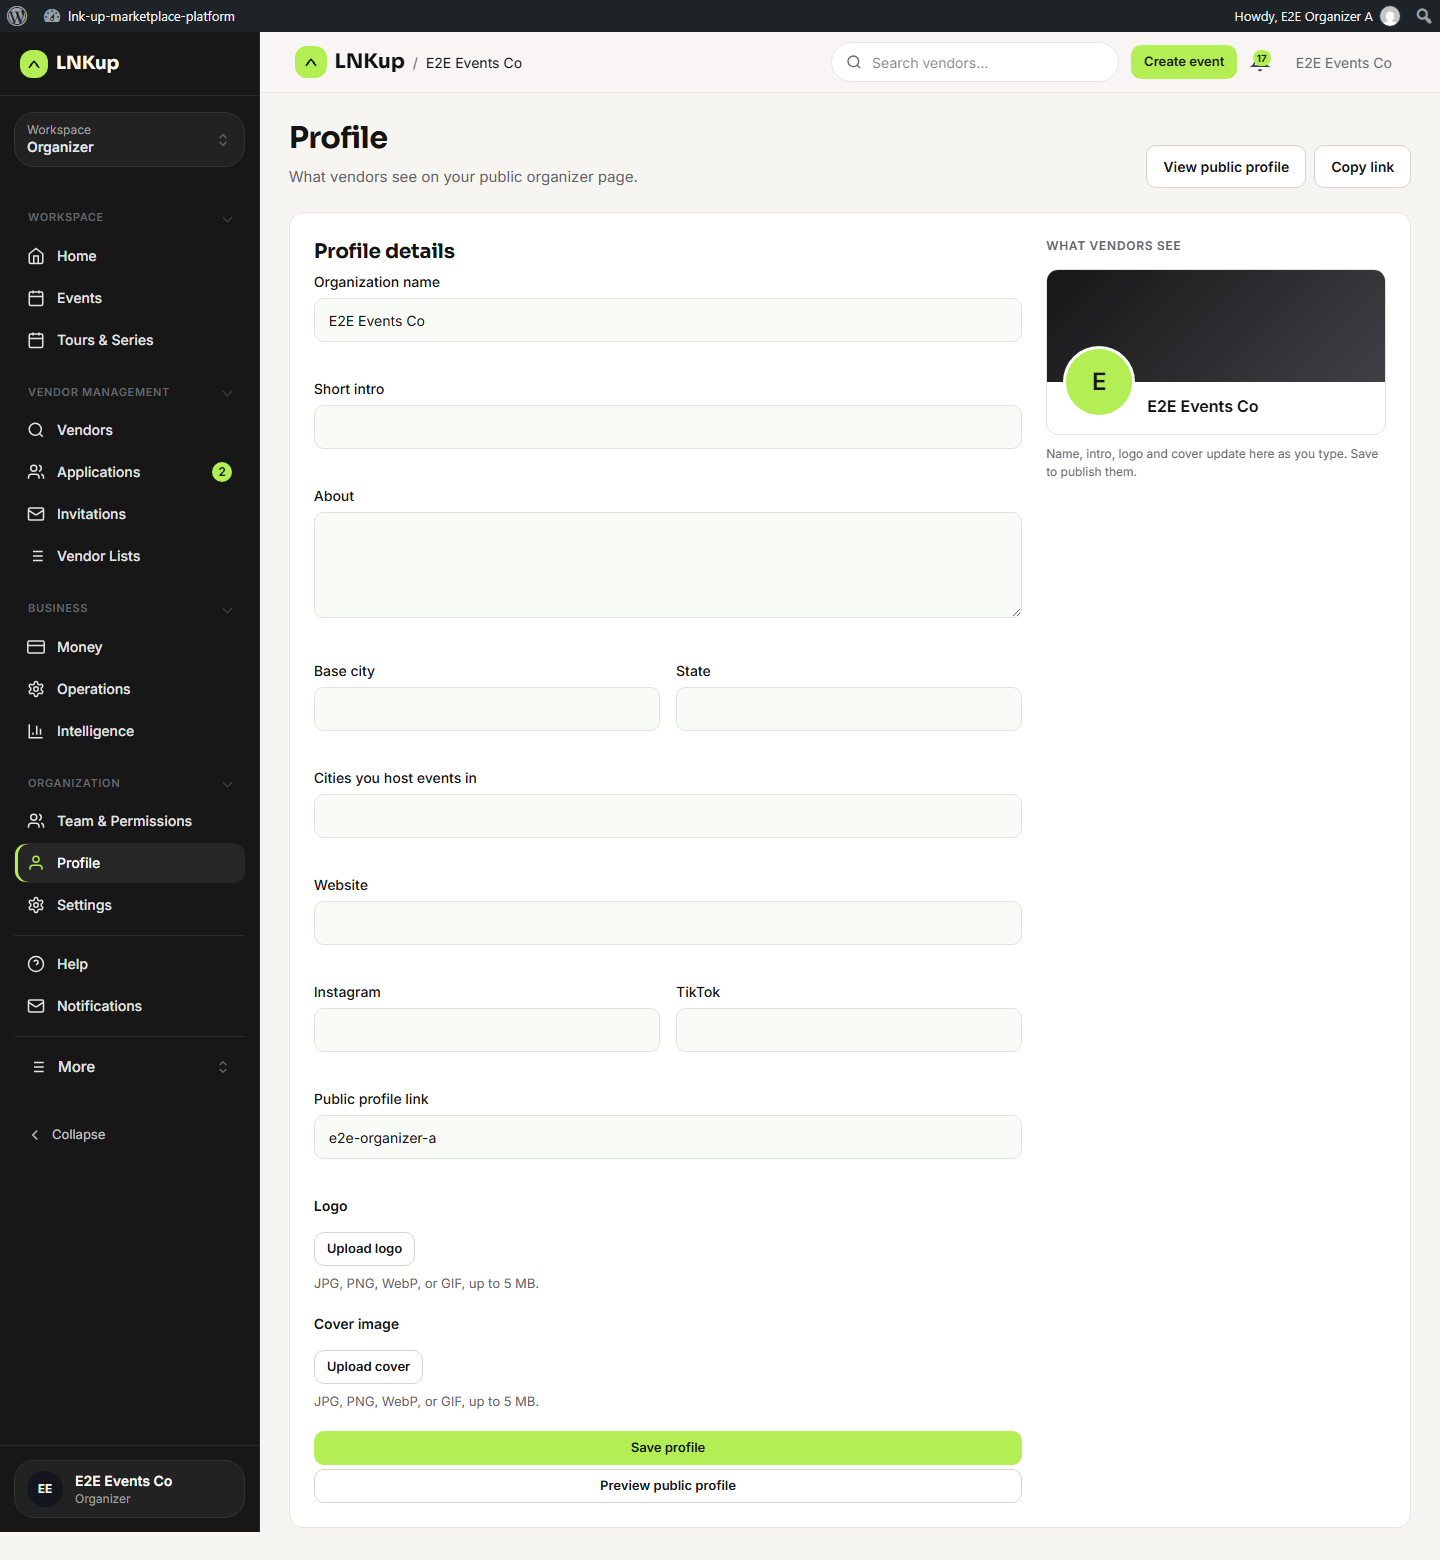 lnk-up-marketplace-platform
Howdy, E2E Organizer A
LNKup
Workspace
Organizer
WORKSPACE
Home
Events
Tours & Series
VENDOR MANAGEMENT
Vendors
Applications
2
Invitations
Vendor Lists
BUSINESS
Money
Operations
Intelligence
ORGANIZATION
Team & Permissions
Profile
Settings
Help
Notifications
More
Collapse
EE
E2E Events Co
Organizer
LNKup / E2E Events Co
Search vendors...
Create event
17
E2E Events Co
Profile
What vendors see on your public organizer page.
View public profile
Copy link
Profile details
Organization name
E2E Events Co
Short intro
About
Base city
State
Cities you host events in
Website
Instagram
TikTok
Public profile link
e2e-organizer-a
Logo
Upload logo
JPG, PNG, WebP, or GIF, up to 5 MB.
Cover image
Upload cover
JPG, PNG, WebP, or GIF, up to 5 MB.
Save profile
Preview public profile
WHAT VENDORS SEE
E
E2E Events Co
Name, intro, logo and cover update here as you type. Save
to publish them.